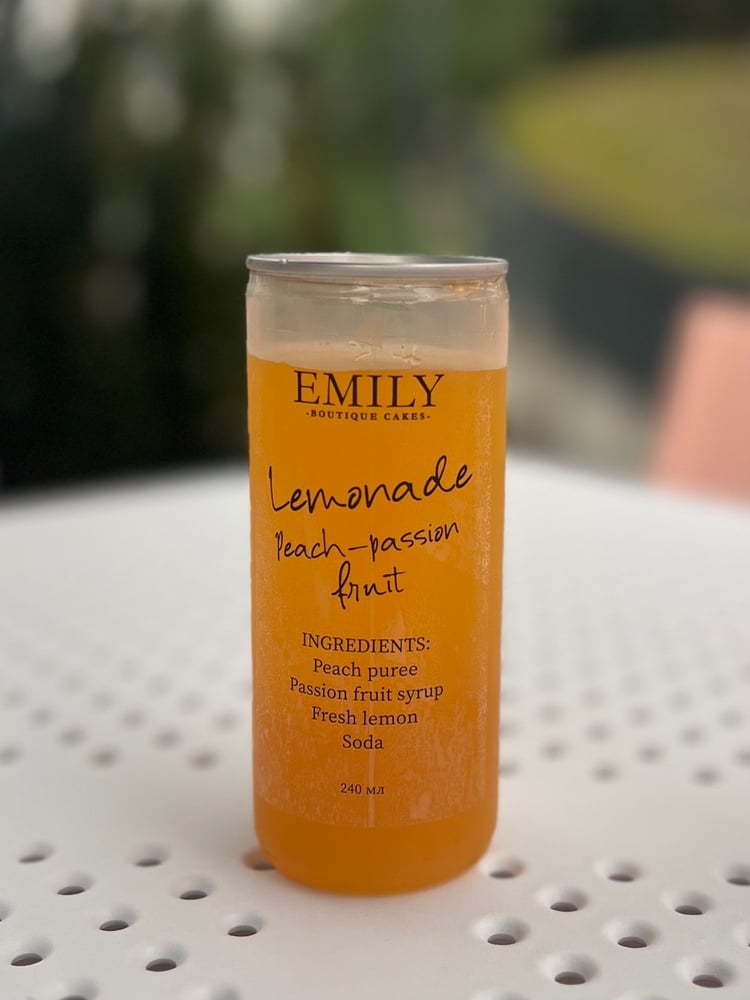 EMILY
-BOUTIQUE CAKES-
Lemonade
Peach-passion
fruit
INGREDIENTS:
Peach puree
Passion fruit syrup
Fresh lemon
Soda
240 мл